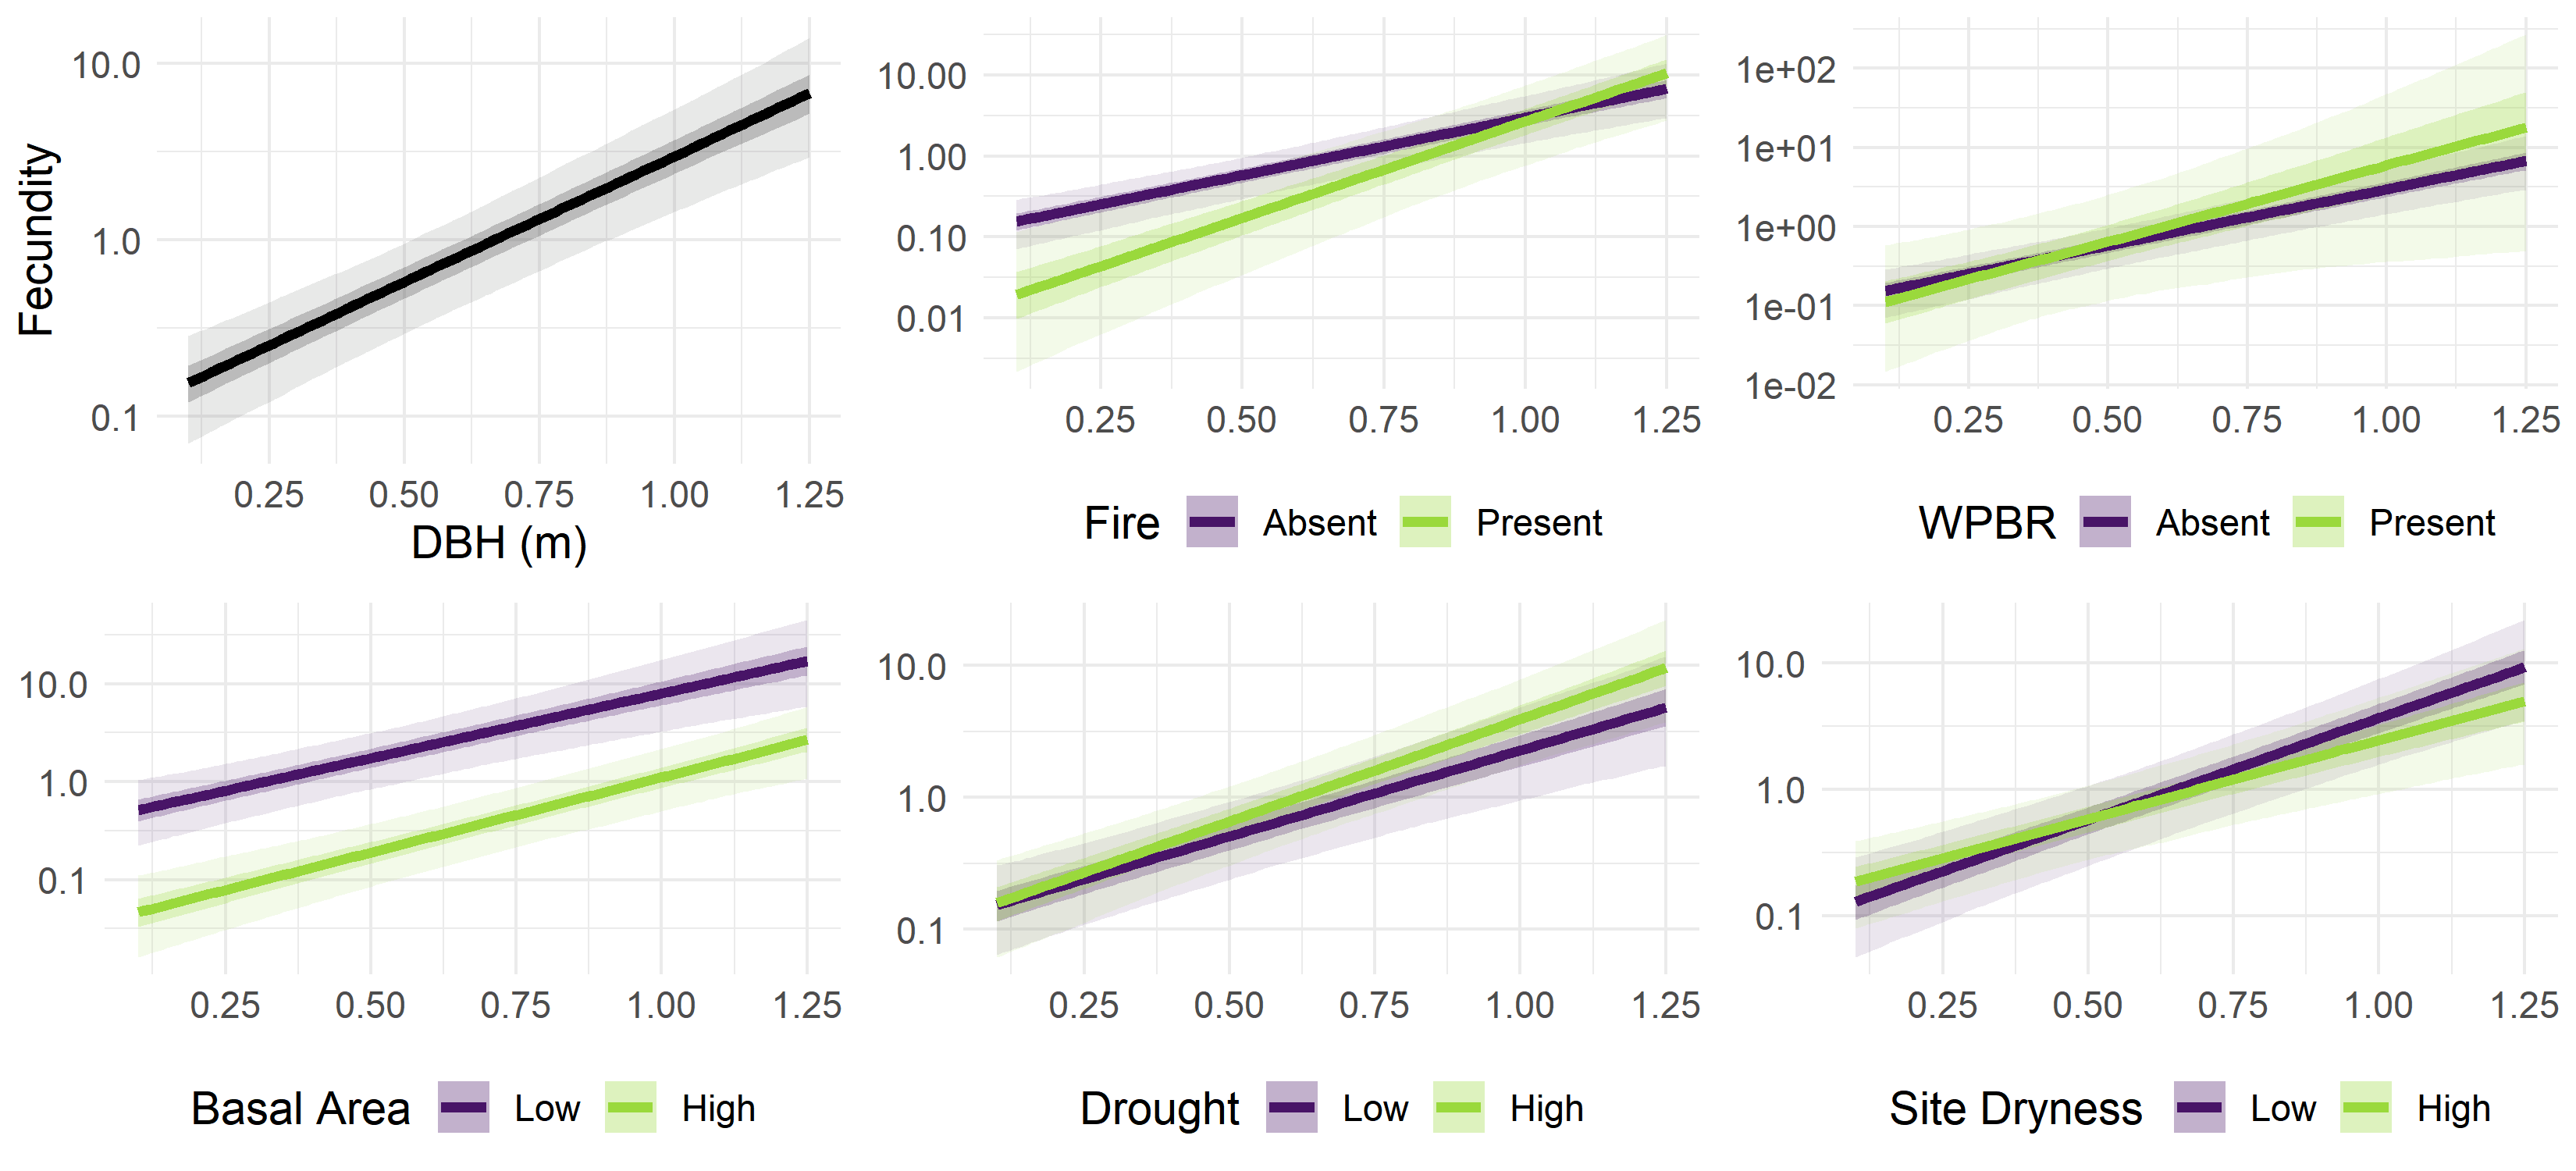 Fecundity
10.0
1.0
0.1
0.25 0.50 0.75 1.00 1.25
DBH (m)
10.00
1.00
0.10
0.01
0.25 0.50 0.75 1.00 1.25
Fire Absent Present
1e+02
1e+01
1e+00
1e-01
1e-02
0.25 0.50 0.75 1.00 1.25
WPBR Absent Present
10.0
1.0
0.1
0.25 0.50 0.75 1.00 1.25
Basal Area Low High
10.0
1.0
0.1
0.25 0.50 0.75 1.00 1.25
Drought Low High
10.0
1.0
0.1
0.25 0.50 0.75 1.00 1.25
Site Dryness Low High